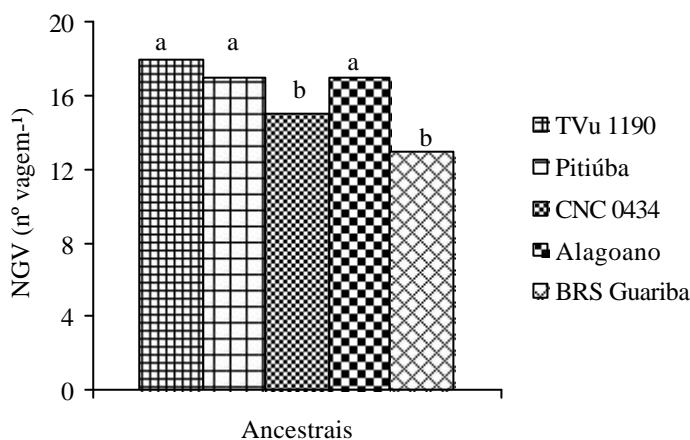 20
a a a
16
b
b
12
8
4
0
NGV (nº vagem-¹)
Ancestrais
TVu 1190
Pitiúba
CNC 0434
Alagoano
BRS Guariba